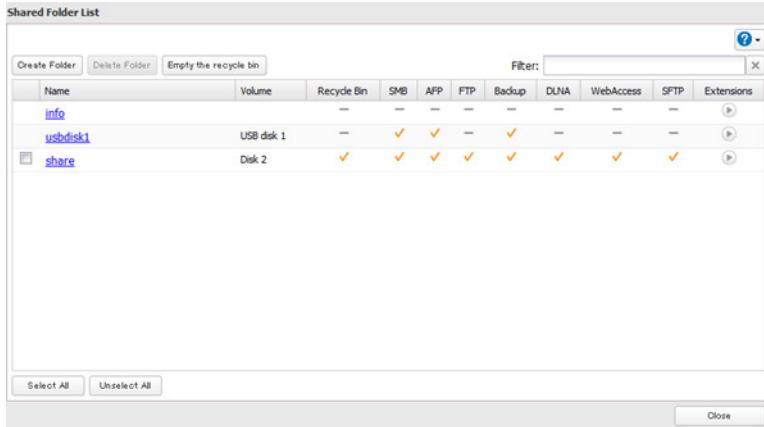 Shared Folder List
Create Folder Delete Folder Empty the recycle bin Filter:
Name Volume Recycle Bin SMB AFP FTP Backup DLNA WebAccess SFTP Extensions
info — — — — — — — —
usbdisk1 USB disk 1 — ✓ ✓ — ✓ — — —
share Disk 2 ✓ ✓ ✓ ✓ ✓ ✓ ✓ ✓
Select All Unselect All
Close